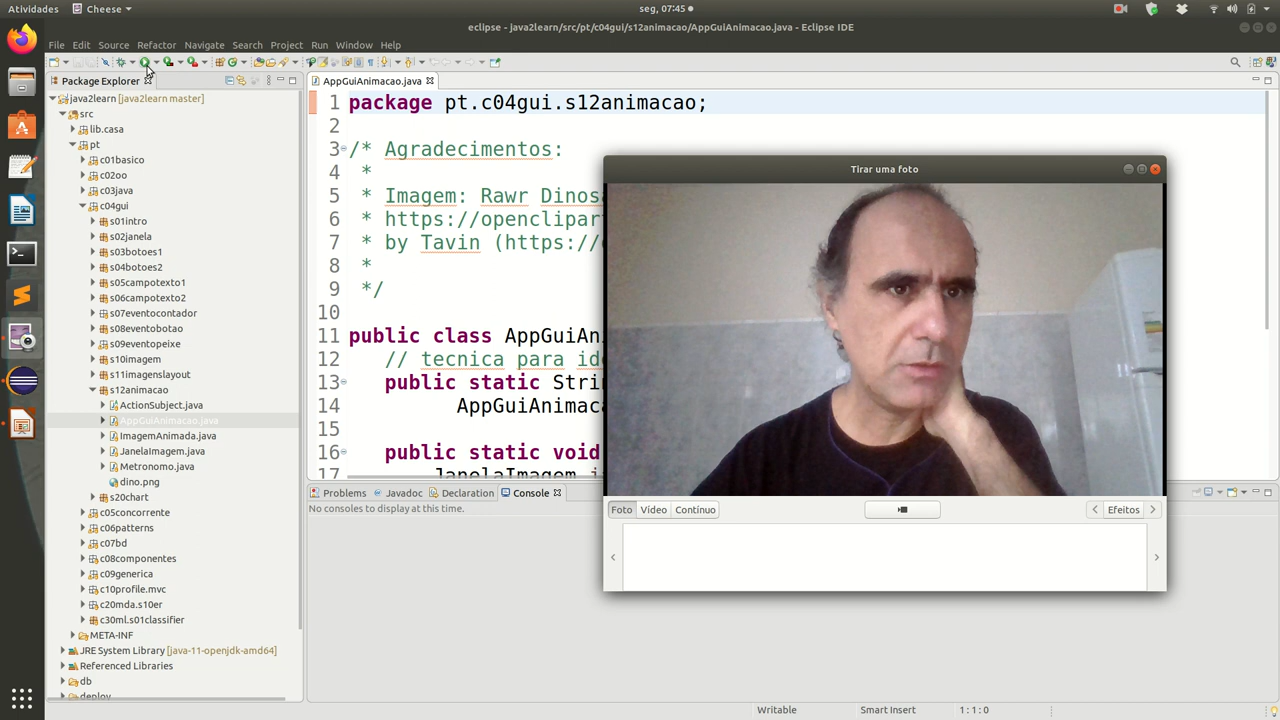 Atividades
Cheese
seg, 07:45
eclipse - java2learn/src/pt/c04gui/s12animacao/AppGuiAnimacao.java - Eclipse IDE
File Edit Source Refactor Navigate Search Project Run Window Help
Package Explorer
java2learn [java2learn master]
src
lib.casa
pt
c01basico
c02oo
c03java
c04gui
s01intro
s02janela
s03botoes1
s04botoes2
s05campotexto1
s06campotexto2
s07eventocontador
s08eventobotao
s09eventopeixe
s10imagem
s11imagenslayout
s12animacao
ActionSubject.java
AppGuiAnimacao.java
ImagemAnimada.java
JanelaImagem.java
Metronomo.java
dino.png
s20chart
c05concorrente
c06patterns
c07bd
c08componentes
c09generica
c10profile.mvc
c20mda.s10er
c30ml.s01classifier
META-INF
JRE System Library [java-11-openjdk-amd64]
Referenced Libraries
db
deploy
AppGuiAnimacao.java
1 package pt.c04gui.s12animacao;
2
3 /* Agradecimentos:
4 *
5 * Imagem: Rawr Dinos
6 * https://openclipar
7 * by Tavin (https://
8 *
9 */
10
11 public class AppGuiAn
12 // tecnica para id
13 public static Stri
14 AppGuiAnimac
15
16 public static void
17 JanelaImagem
Tirar uma foto
Foto Vídeo Contínuo
Efeitos
Problems Javadoc Declaration Console
No consoles to display at this time.
Writable
Smart Insert
1 : 1 : 0